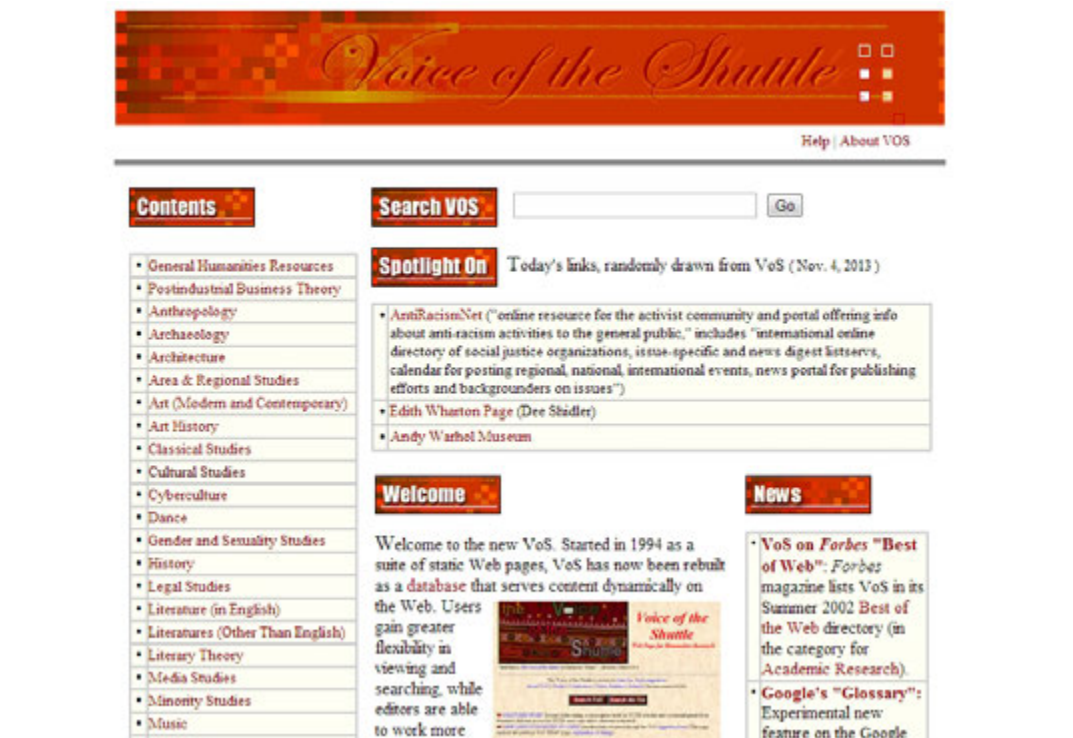 Voice of the Shuttle
Help | About VOS
Contents
• General Humanities Resources
• Postindustrial Business Theory
• Anthropology
• Archaeology
• Architecture
• Area & Regional Studies
• Art (Modern and Contemporary)
• Art History
• Classical Studies
• Cultural Studies
• Cyberculture
• Dance
• Gender and Sexuality Studies
• History
• Legal Studies
• Literature (in English)
• Literatures (Other Than English)
• Literary Theory
• Media Studies
• Minority Studies
• Music
Search VOS
Go
Spotlight On
Today's links, randomly drawn from VoS (Nov. 4, 2013)
• AntiRacismNet ("online resource for the activist community and portal offering info
about anti-racism activities to the general public," includes "international online
directory of social justice organizations, issue-specific and news digest listservs,
calendar for posting regional, national, international events, news portal for publishing
efforts and backgrounders on issues")
• Edith Wharton Page (Dee Shidler)
• Andy Warhol Museum
Welcome
Welcome to the new VoS. Started in 1994 as a
suite of static Web pages, VoS has now been rebuilt
as a database that serves content dynamically on
the Web. Users
gain greater
flexibility in
viewing and
searching, while
editors are able
to work more
the Voice
Shuttle
Voice of the
Shuttle
News
• VoS on Forbes "Best
of Web": Forbes
magazine lists VoS in its
Summer 2002 Best of
the Web directory (in
the category for
Academic Research).
• Google's "Glossary":
Experimental new
feature on the Google